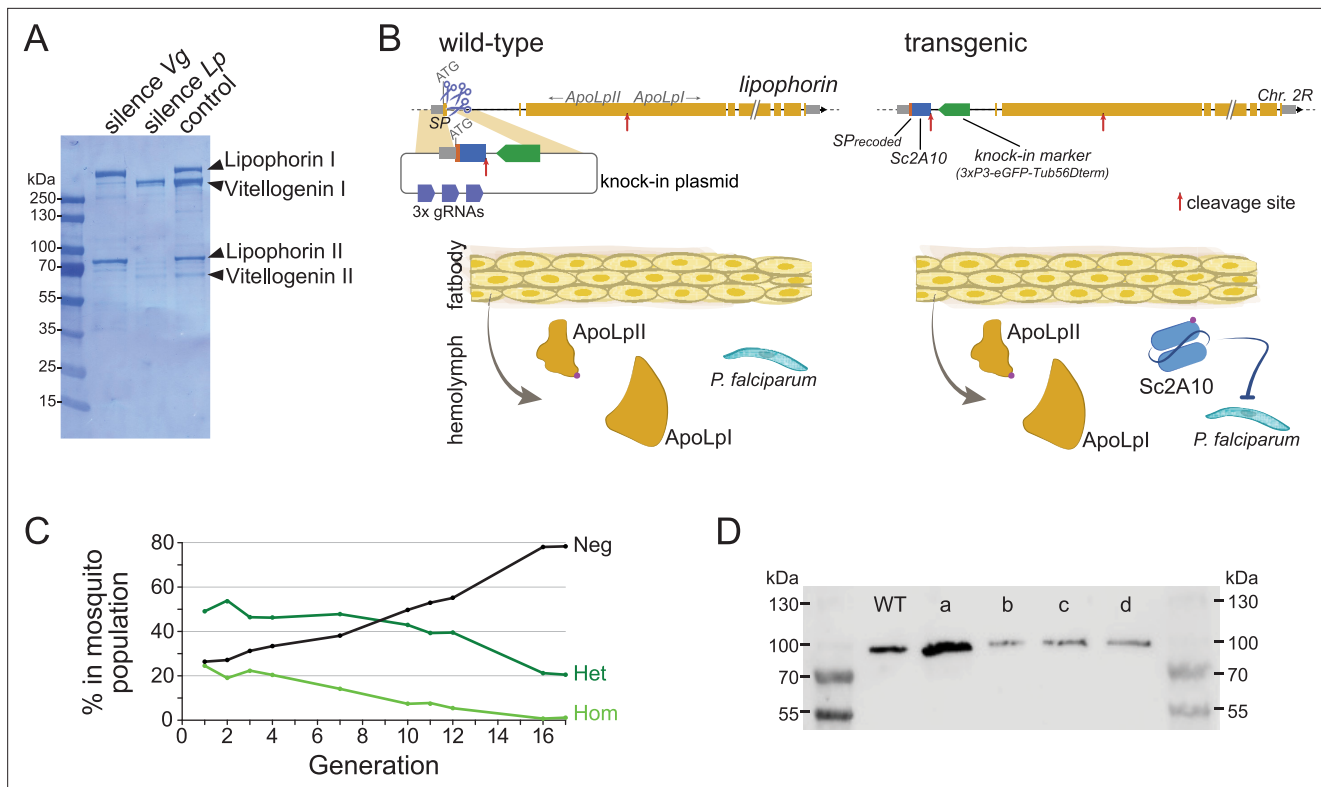 A
silence Vg
silence Lp
control
kDa
250
130
100
70
55
35
25
15
Lipophorin I
Vitellogenin I
Lipophorin II
Vitellogenin II
B
wild-type
ATG
SP
←ApoLpII ApoLpI→
lipophorin
ATG
knock-in plasmid
3x gRNAs
transgenic
Chr. 2R
SPrecoded
Sc2A10
knock-in marker
(3xP3-eGFP-Tub56Dterm)
cleavage site
fatbody
hemolymph
ApoLpII
ApoLpI
P. falciparum
ApoLpII
ApoLpI
Sc2A10
P. falciparum
C
% in mosquito
population
80
60
40
20
0
0 2 4 6 8 10 12 14 16
Generation
Neg
Het
Hom
D
kDa
130
100
70
55
WT a b c d
kDa
130
100
70
55